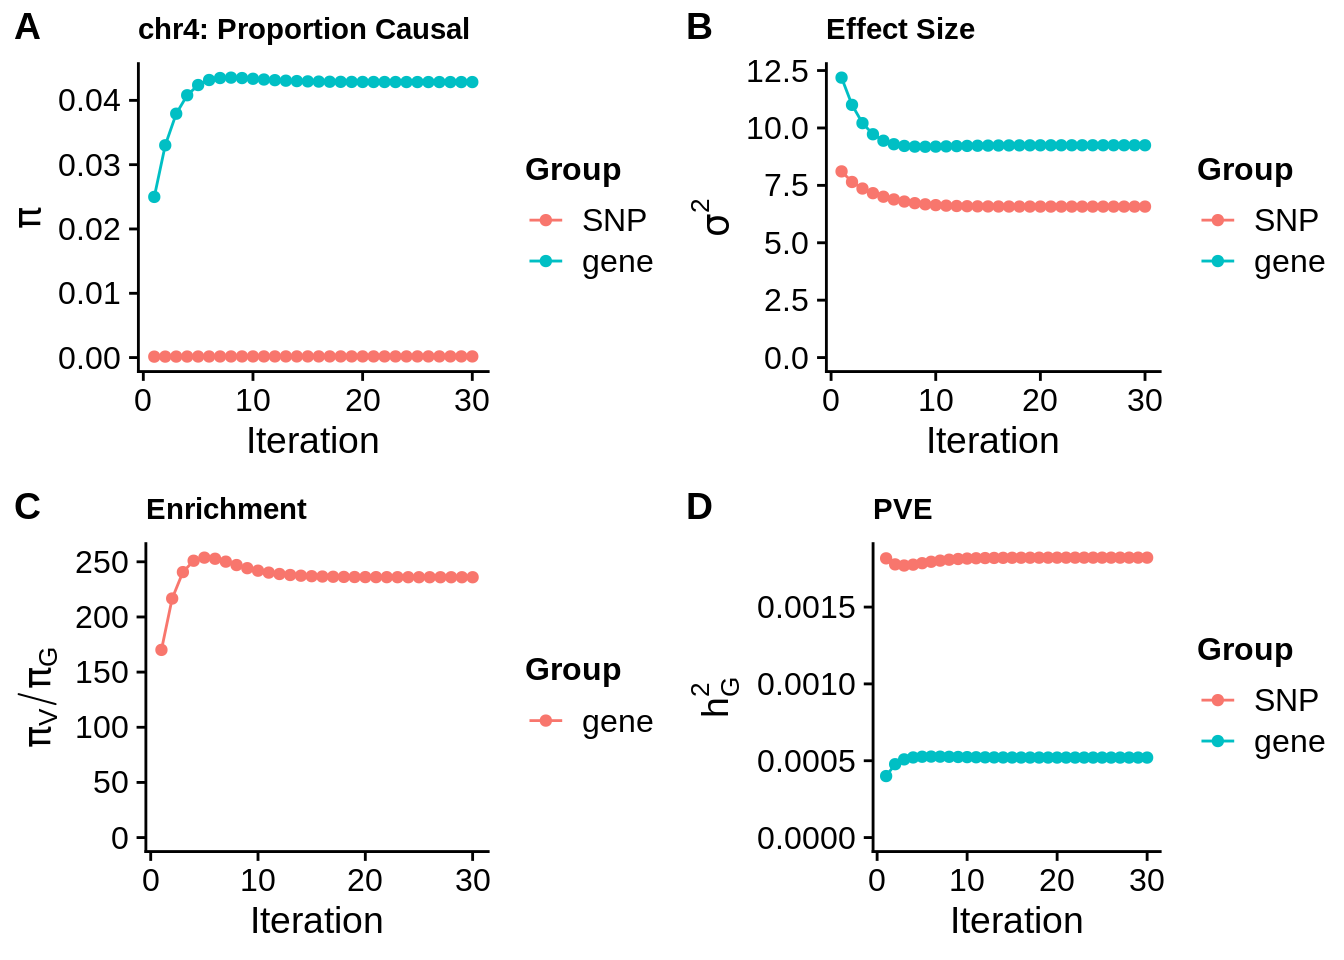 A
chr4: Proportion Causal
π
0.04
0.03
0.02
0.01
0.00
0
10
20
30
Iteration
Group
SNP
gene
B
Effect Size
σ²
12.5
10.0
7.5
5.0
2.5
0.0
0
10
20
30
Iteration
Group
SNP
gene
C
Enrichment
π_V/π_G
250
200
150
100
50
0
0
10
20
30
Iteration
Group
gene
D
PVE
h²_G
0.0015
0.0010
0.0005
0.0000
0
10
20
30
Iteration
Group
SNP
gene